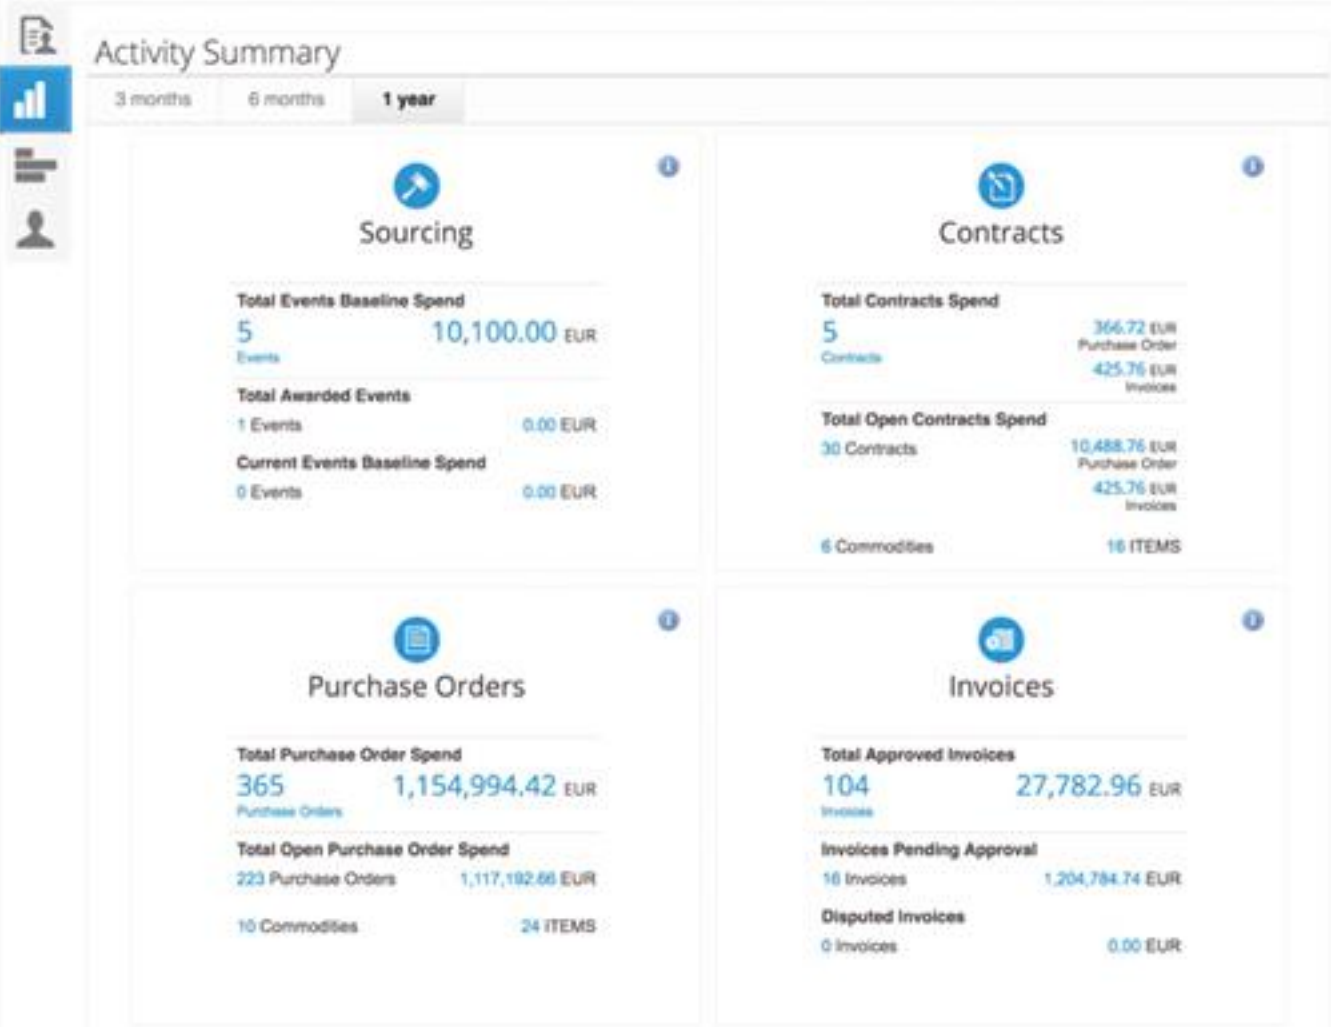 Activity Summary
3 months 6 months 1 year
Sourcing
Total Events Baseline Spend
5 10,100.00 EUR
Events
Total Awarded Events
1 Events 0.00 EUR
Current Events Baseline Spend
0 Events 0.00 EUR
Contracts
Total Contracts Spend
5 366.72 EUR
Purchase Order
Contracts 425.76 EUR
Invoices
Total Open Contracts Spend
30 Contracts 10,488.76 EUR
Purchase Order
425.76 EUR
Invoices
6 Commodities 16 ITEMS
Purchase Orders
Total Purchase Order Spend
365 1,154,994.42 EUR
Purchase Orders
Total Open Purchase Order Spend
223 Purchase Orders 1,117,192.66 EUR
10 Commodities 24 ITEMS
Invoices
Total Approved Invoices
104 27,782.96 EUR
Invoices
Invoices Pending Approval
16 Invoices 1,204,784.74 EUR
Disputed Invoices
0 Invoices 0.00 EUR